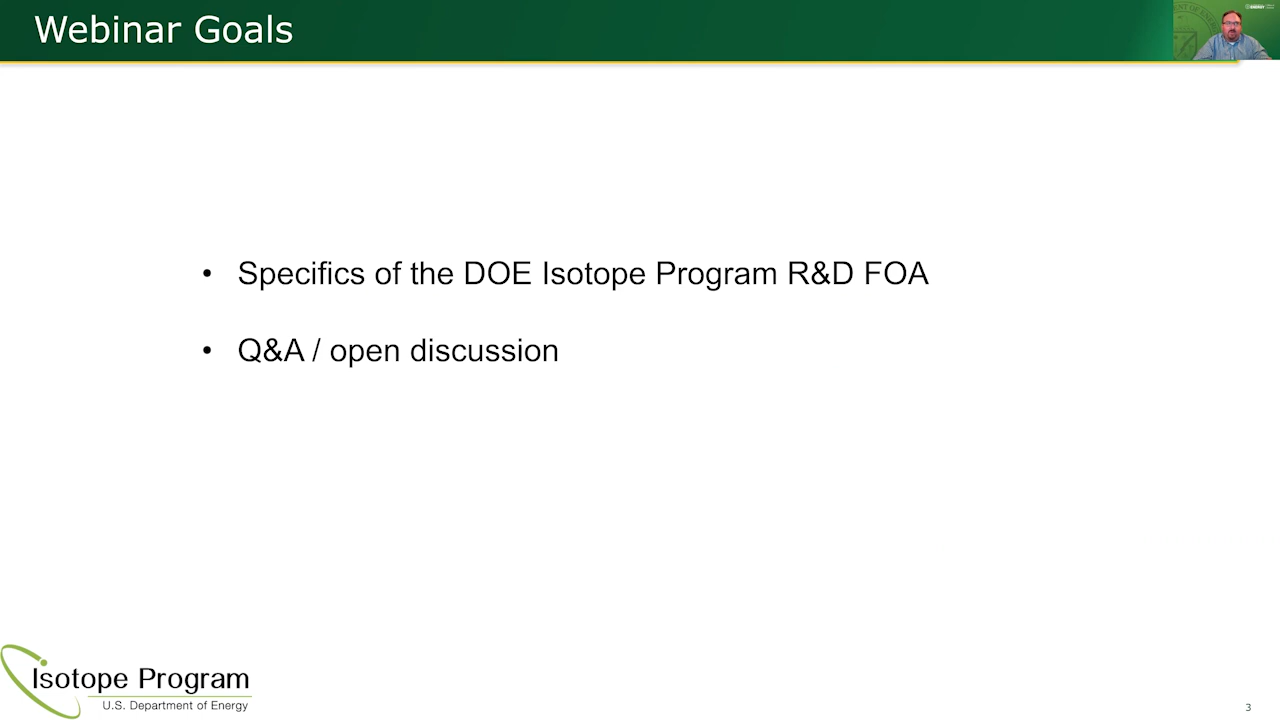 Webinar Goals
• Specifics of the DOE Isotope Program R&D FOA
• Q&A / open discussion
Isotope Program
U.S. Department of Energy
3